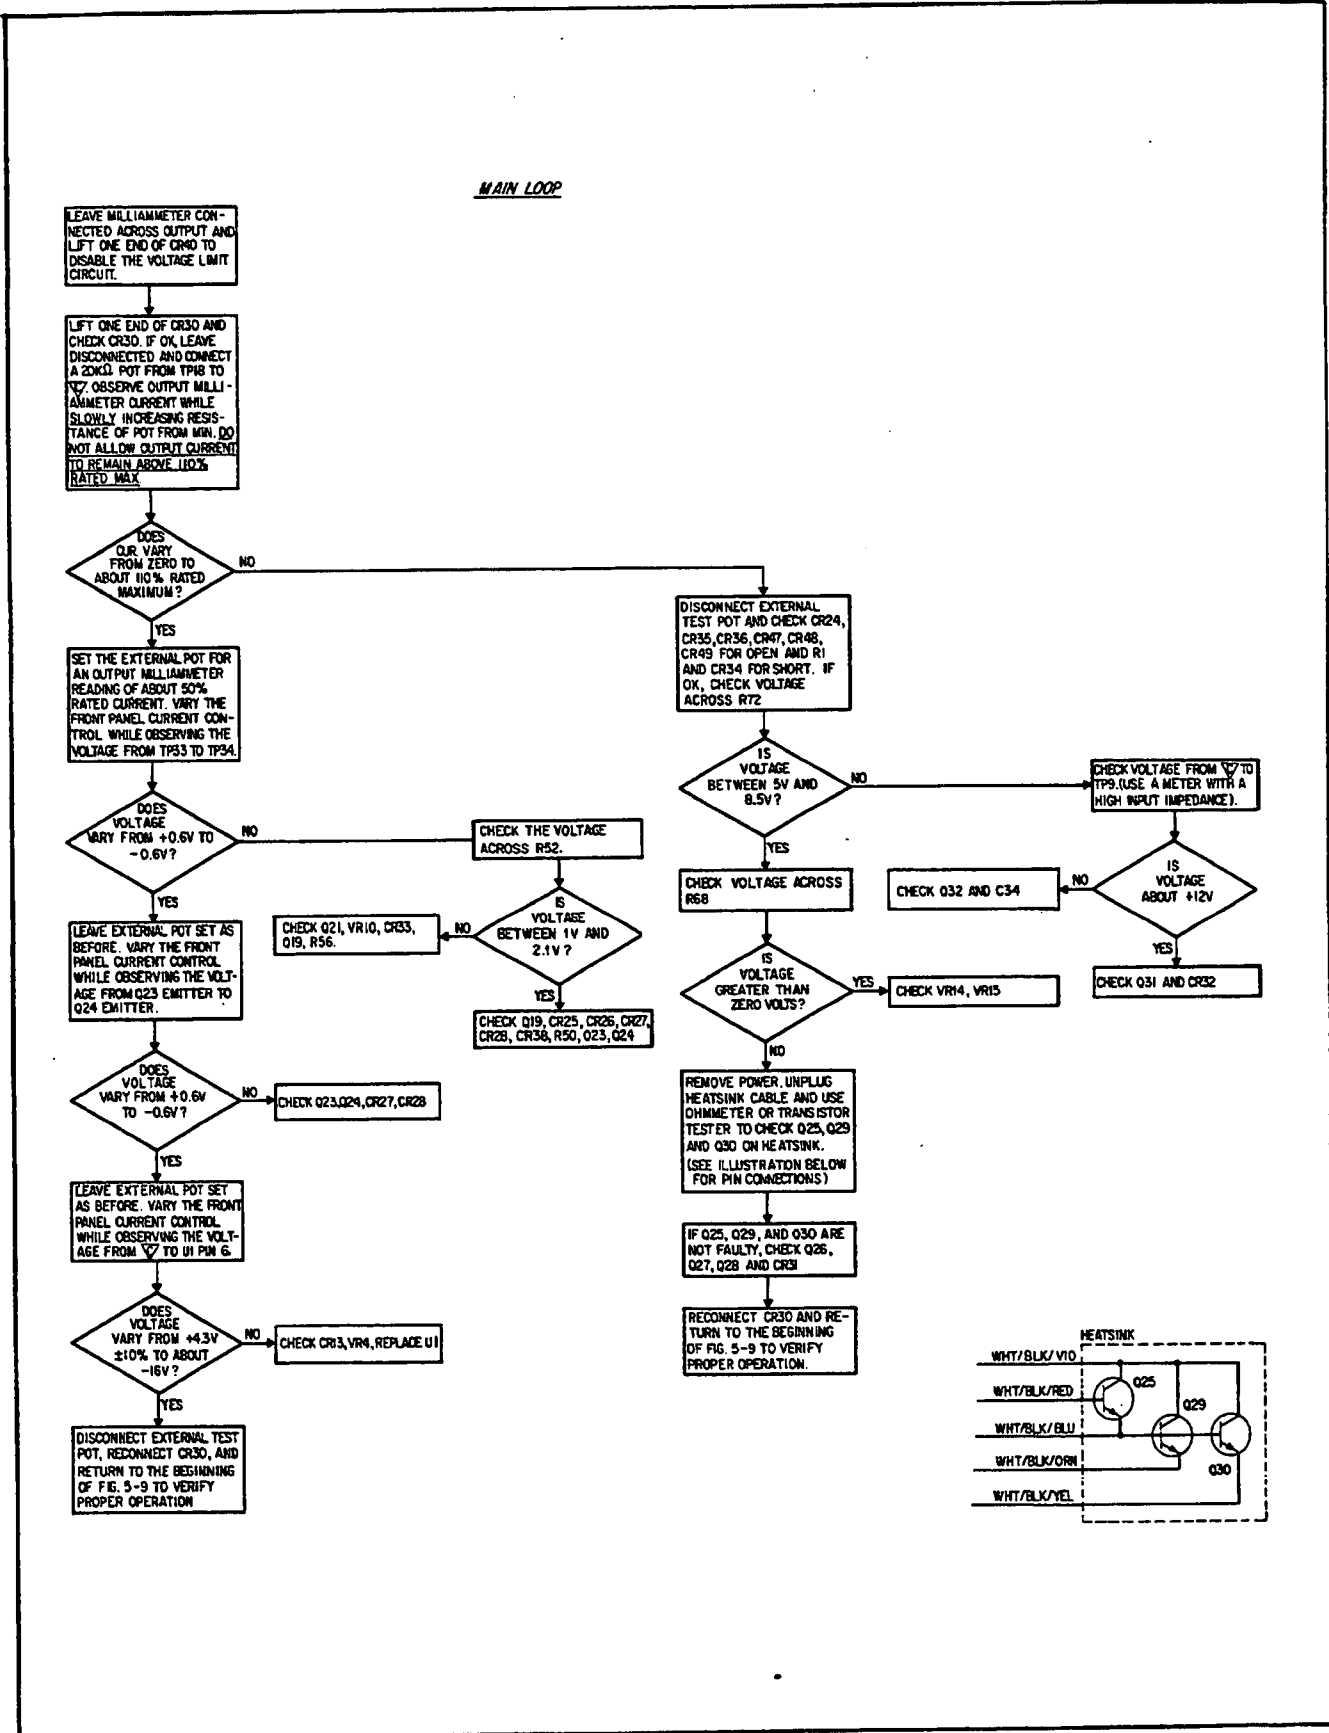 MAIN LOOP
LEAVE MILLIAMMETER CON-
NECTED ACROSS OUTPUT AND
LIFT ONE END OF CR40 TO
DISABLE THE VOLTAGE LIMIT
CIRCUIT.
LIFT ONE END OF CR30 AND
CHECK CR30. IF OK, LEAVE
DISCONNECTED AND CONNECT
A 20KΩ POT FROM TP18 TO
C. OBSERVE OUTPUT MILLI-
AMMETER CURRENT WHILE
SLOWLY INCREASING RESIS-
TANCE OF POT FROM MIN. DO
NOT ALLOW OUTPUT CURRENT
TO REMAIN ABOVE 110%
RATED MAX.
DOES
CUR. VARY
FROM ZERO TO
ABOUT 110% RATED
MAXIMUM?
NO
YES
SET THE EXTERNAL POT FOR
AN OUTPUT MILLIAMMETER
READING OF ABOUT 50%
RATED CURRENT. VARY THE
FRONT PANEL CURRENT CON-
TROL WHILE OBSERVING THE
VOLTAGE FROM TP33 TO TP34.
DOES
VOLTAGE
VARY FROM +0.6V TO
-0.6V?
NO
YES
CHECK THE VOLTAGE
ACROSS R52.
IS
VOLTAGE
BETWEEN 1V AND
2.1V?
NO
CHECK Q21, VR10, CR33,
Q19, R56.
YES
CHECK Q19, CR25, CR26, CR27,
CR28, CR38, R50, Q23, Q24
LEAVE EXTERNAL POT SET AS
BEFORE. VARY THE FRONT
PANEL CURRENT CONTROL
WHILE OBSERVING THE VOLT-
AGE FROM Q23 EMITTER TO
Q24 EMITTER.
DOES
VOLTAGE
VARY FROM +0.6V
TO -0.6V?
NO
CHECK Q23,Q24,CR27,CR28
YES
LEAVE EXTERNAL POT SET
AS BEFORE. VARY THE FRONT
PANEL CURRENT CONTROL
WHILE OBSERVING THE VOLT-
AGE FROM C TO U1 PIN 6.
DOES
VOLTAGE
VARY FROM +4.3V
±10% TO ABOUT
-16V?
NO
CHECK CR13,VR4,REPLACE U1
YES
DISCONNECT EXTERNAL TEST
POT, RECONNECT CR30, AND
RETURN TO THE BEGINNING
OF FIG. 5-9 TO VERIFY
PROPER OPERATION
DISCONNECT EXTERNAL
TEST POT AND CHECK CR24,
CR35,CR36,CR47,CR48,
CR49 FOR OPEN AND R1
AND CR34 FOR SHORT. IF
OK, CHECK VOLTAGE
ACROSS R72
IS
VOLTAGE
BETWEEN 5V AND
8.5V?
NO
YES
CHECK VOLTAGE FROM C TO
TP9.(USE A METER WITH A
HIGH INPUT IMPEDANCE).
IS
VOLTAGE
ABOUT +12V
NO
CHECK Q32 AND C34
YES
CHECK Q31 AND CR32
CHECK VOLTAGE ACROSS
R68
IS
VOLTAGE
GREATER THAN
ZERO VOLTS?
YES
CHECK VR14, VR15
NO
REMOVE POWER, UNPLUG
HEATSINK CABLE AND USE
OHMMETER OR TRANSISTOR
TESTER TO CHECK Q25, Q29
AND Q30 ON HEATSINK.
(SEE ILLUSTRATION BELOW
FOR PIN CONNECTIONS)
IF Q25, Q29, AND Q30 ARE
NOT FAULTY, CHECK Q26,
Q27, Q28 AND CR31
RECONNECT CR30 AND RE-
TURN TO THE BEGINNING
OF FIG. 5-9 TO VERIFY
PROPER OPERATION.
HEATSINK
WHT/BLK/VIO
WHT/BLK/RED
WHT/BLK/BLU
WHT/BLK/ORN
WHT/BLK/YEL
Q25
Q29
Q30